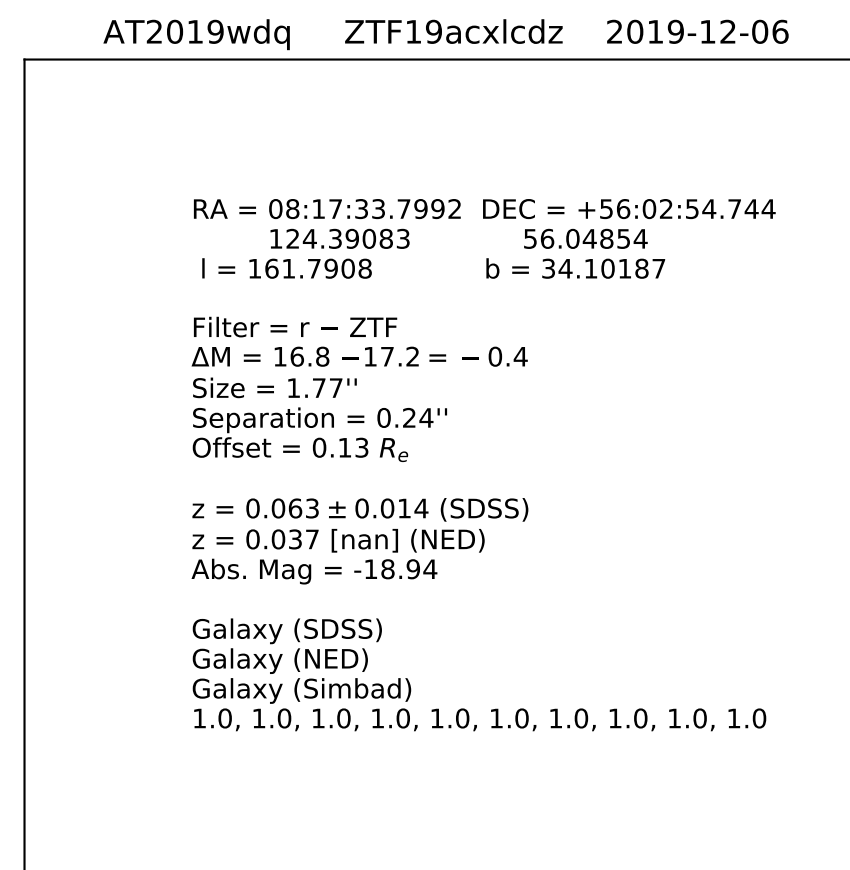 AT2019wdq ZTF19acxlcdz 2019-12-06
RA = 08:17:33.7992 DEC = +56:02:54.744
124.39083 56.04854
l = 161.7908 b = 34.10187
Filter = r − ZTF
ΔM = 16.8 −17.2 = − 0.4
Size = 1.77''
Separation = 0.24''
Offset = 0.13 Re
z = 0.063 ± 0.014 (SDSS)
z = 0.037 [nan] (NED)
Abs. Mag = -18.94
Galaxy (SDSS)
Galaxy (NED)
Galaxy (Simbad)
1.0, 1.0, 1.0, 1.0, 1.0, 1.0, 1.0, 1.0, 1.0, 1.0